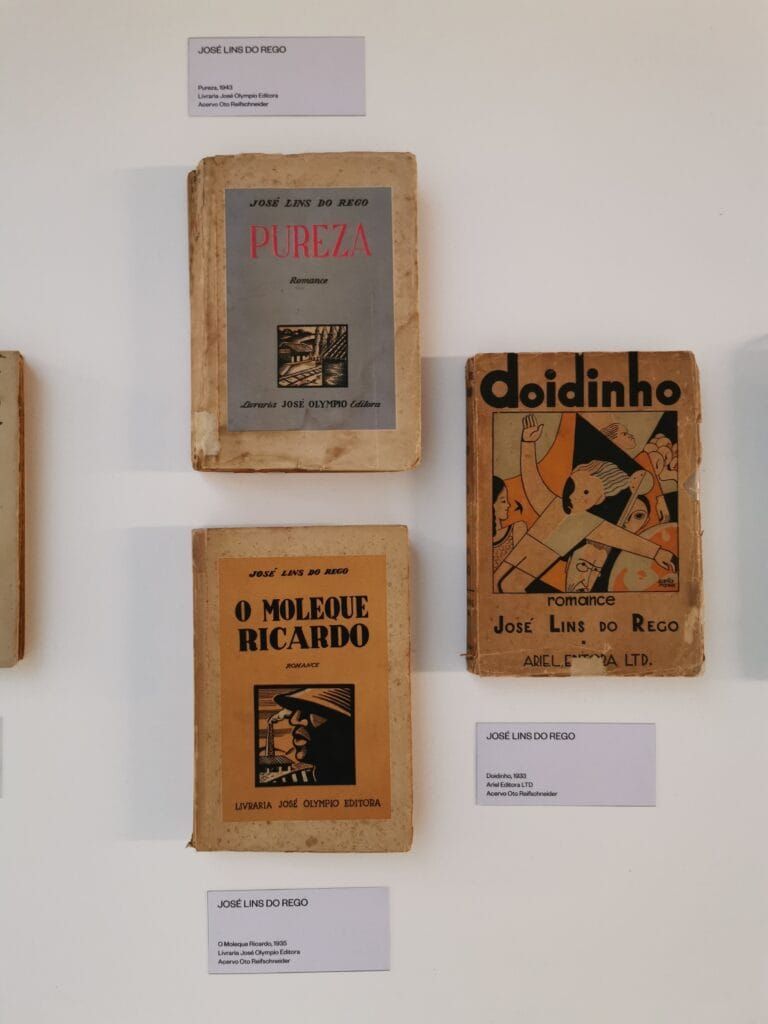 JOSÉ LINS DO REGO
Pureza, 1943
Livraria José Olympio Editora
Acervo Oto Reifschneider
JOSÉ LINS DO REGO
PUREZA
Romance
Livraria JOSÉ OLYMPIO Editora
JOSÉ LINS DO REGO
O MOLEQUE
RICARDO
ROMANCE
LIVRARIA JOSÉ OLYMPIO EDITORA
JOSÉ LINS DO REGO
O Moleque Ricardo, 1935
Livraria José Olympio Editora
Acervo Oto Reifschneider
doidinho
romance
JOSÉ LINS DO REGO
ARIEL, EDITORA LTD.
JOSÉ LINS DO REGO
Doidinho, 1933
Ariel Editora LTD
Acervo Oto Reifschneider